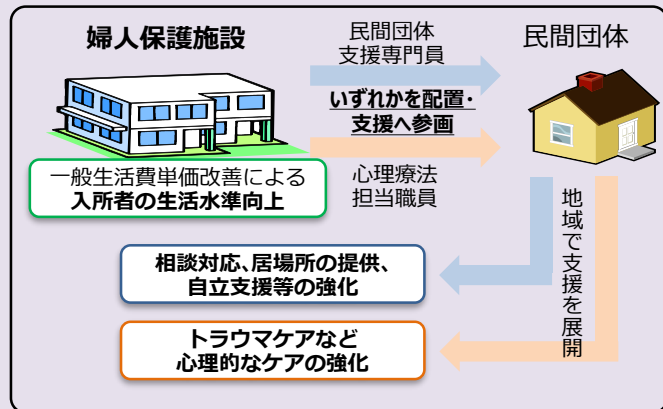 婦人保護施設
民間団体
支援専門員
民間団体
いずれかを配置・
支援へ参画
一般生活費単価改善による
入所者の生活水準向上
心理療法
担当職員
地域で支援を展開
相談対応、居場所の提供、
自立支援等の強化
トラウマケアなど
心理的なケアの強化